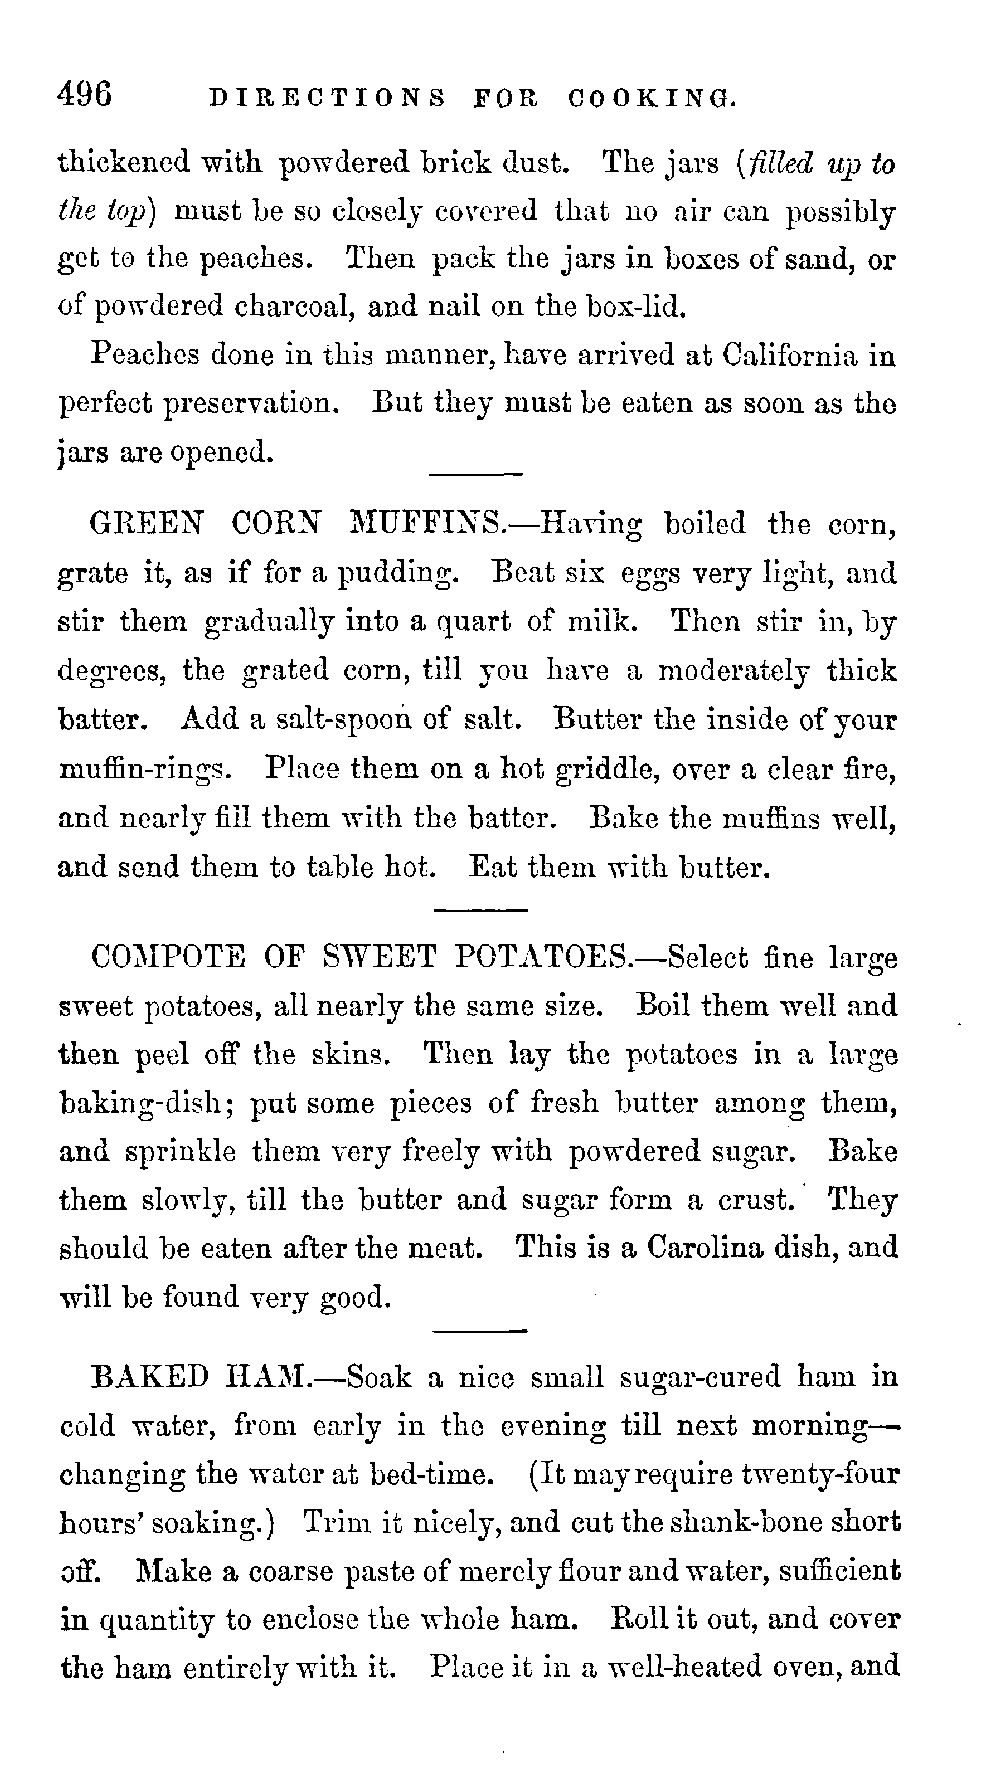 496 DIRECTIONS FOR COOKING.
thickened with powdered brick dust. The jars (filled up to
the top) must be so closely covered that no air can possibly
get to the peaches. Then pack the jars in boxes of sand, or
of powdered charcoal, and nail on the box-lid.
Peaches done in this manner, have arrived at California in
perfect preservation. But they must be eaten as soon as the
jars are opened.
GREEN CORN MUFFINS.—Having boiled the corn,
grate it, as if for a pudding. Beat six eggs very light, and
stir them gradually into a quart of milk. Then stir in, by
degrees, the grated corn, till you have a moderately thick
batter. Add a salt-spoon of salt. Butter the inside of your
muffin-rings. Place them on a hot griddle, over a clear fire,
and nearly fill them with the batter. Bake the muffins well,
and send them to table hot. Eat them with butter.
COMPOTE OF SWEET POTATOES.—Select fine large
sweet potatoes, all nearly the same size. Boil them well and
then peel off the skins. Then lay the potatoes in a large
baking-dish; put some pieces of fresh butter among them,
and sprinkle them very freely with powdered sugar. Bake
them slowly, till the butter and sugar form a crust. They
should be eaten after the meat. This is a Carolina dish, and
will be found very good.
BAKED HAM.—Soak a nice small sugar-cured ham in
cold water, from early in the evening till next morning—
changing the water at bed-time. (It may require twenty-four
hours' soaking.) Trim it nicely, and cut the shank-bone short
off. Make a coarse paste of merely flour and water, sufficient
in quantity to enclose the whole ham. Roll it out, and cover
the ham entirely with it. Place it in a well-heated oven, and